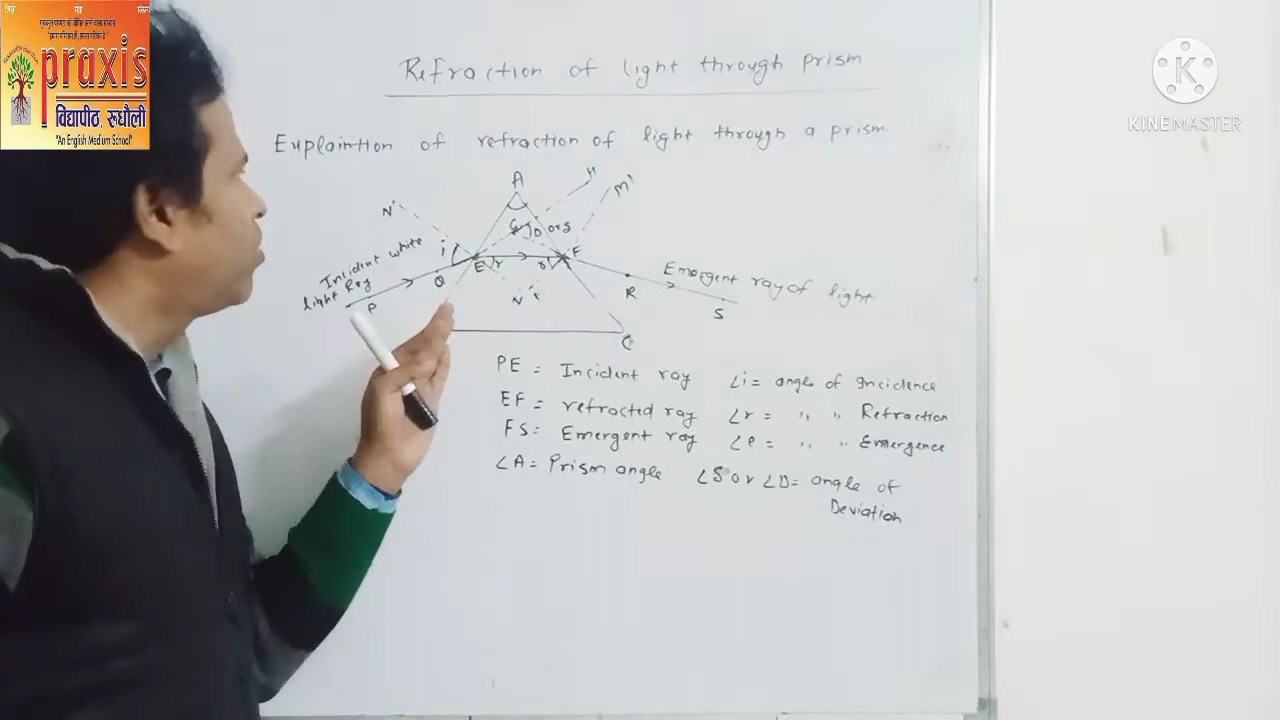 शिक्षा सेवा संस्कार
praxis
विद्यापीठ, रुधौली
"An English Medium School"
KINEMASTER
Refraction of light through prism
Explaintion of refraction of light through a prism
A
H
M'
N'
G D or δ
Incident white
light Ray
i
E r r' F
P Q
N
R
S
Emergent ray of light
C
PE = Incident ray ∠i = angle of Incidence
EF = refracted ray ∠r = ,, ,, Refraction
FS = Emergent ray ∠e = ,, ,, Emergence
∠A = Prism angle ∠S or ∠D = angle of
Deviation